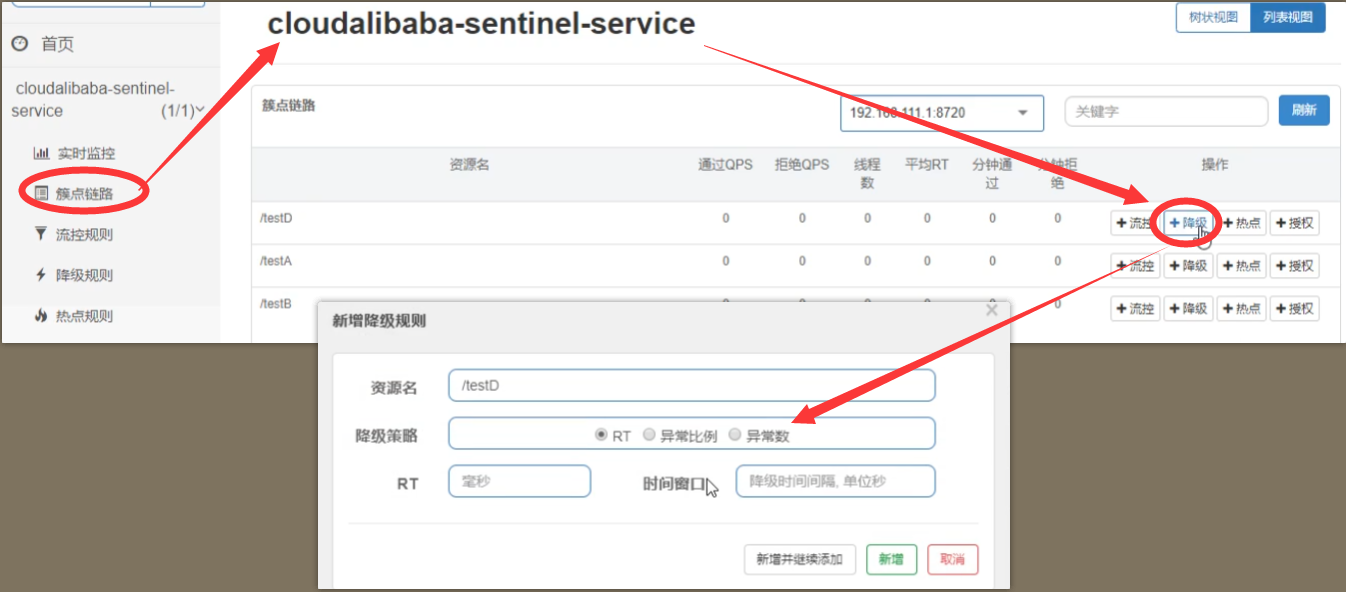 cloudalibaba-sentinel-service
树状视图 列表视图
首页
cloudalibaba-sentinel-
service (1/1)
实时监控
簇点链路
流控规则
降级规则
热点规则
簇点链路 192.168.111.1:8720 关键字 刷新
资源名 通过QPS 拒绝QPS 线程 平均RT 分钟通 分钟拒 操作
数 过 绝
/testD 0 0 0 0 0 0 流控 降级 热点 授权
/testA 0 0 0 0 0 0 流控 降级 热点 授权
/testB 0 0 0 0 0 0 流控 降级 热点 授权
新增降级规则
资源名 /testD
降级策略 RT 异常比例 异常数
RT 毫秒 时间窗口 降级时间间隔, 单位秒
新增并继续添加 新增 取消